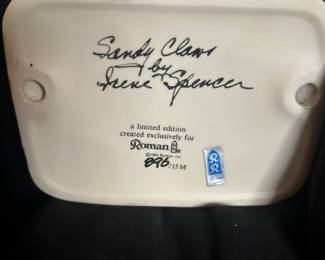 Sandy Claws
by
Irene Spencer
a limited edition
created exclusively for
Roman
896/15M